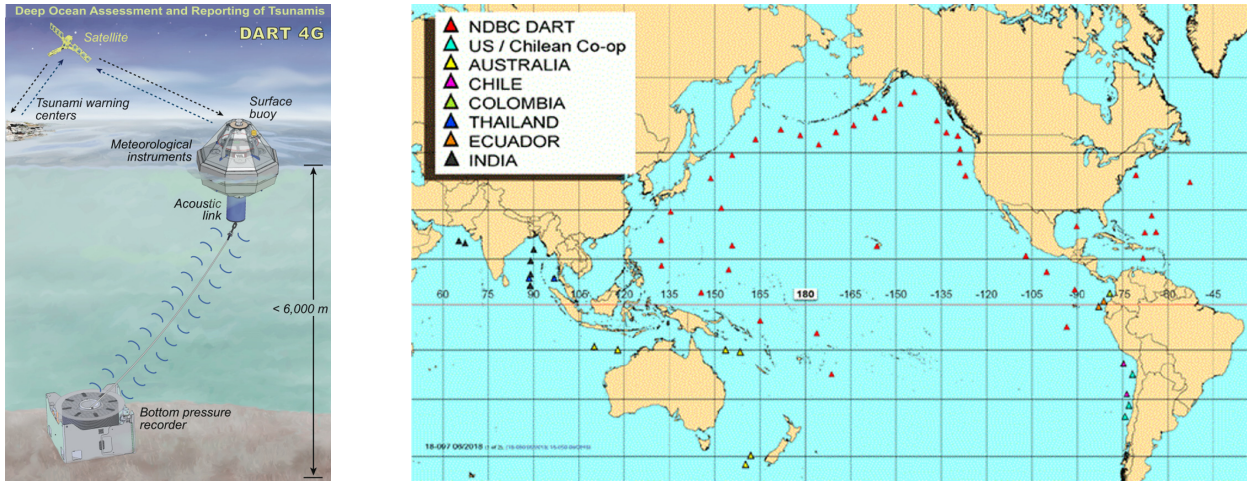 Deep Ocean Assessment and Reporting of Tsunamis
DART 4G
Satellite
Tsunami warning
centers
Surface
buoy
Meteorological
instruments
Acoustic
link
< 6,000 m
Bottom pressure
recorder
NDBC DART
US / Chilean Co-op
AUSTRALIA
CHILE
COLOMBIA
THAILAND
ECUADOR
INDIA
60 75 90 105 120 135 150 165 180 -165 -150 -135 -120 -105 -90 -75 -60 -45
18-007 06/2018